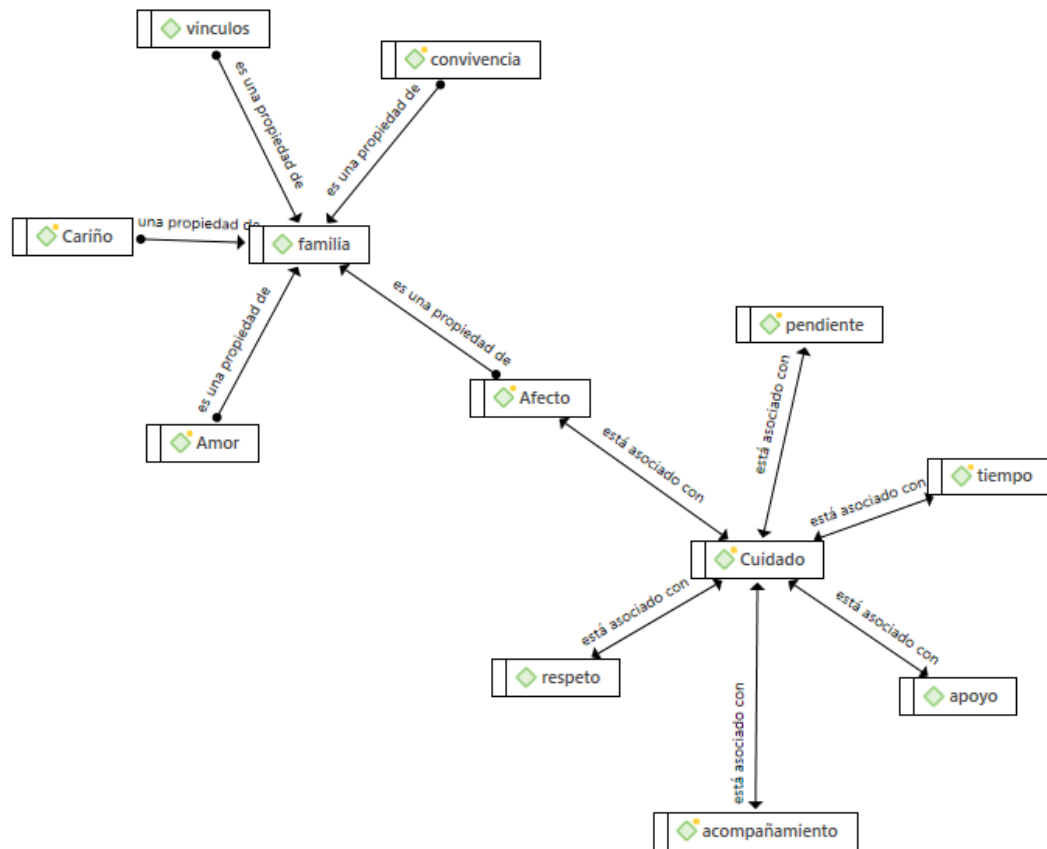 vinculos
convivencia
es una propiedad de
es una propiedad de
Cariño
una propiedad de
familia
es una propiedad de
es una propiedad de
Amor
Afecto
pendiente
está asociado con
está asociado con
tiempo
está asociado con
Cuidado
está asociado con
está asociado con
respeto
apoyo
está asociado con
acompañamiento